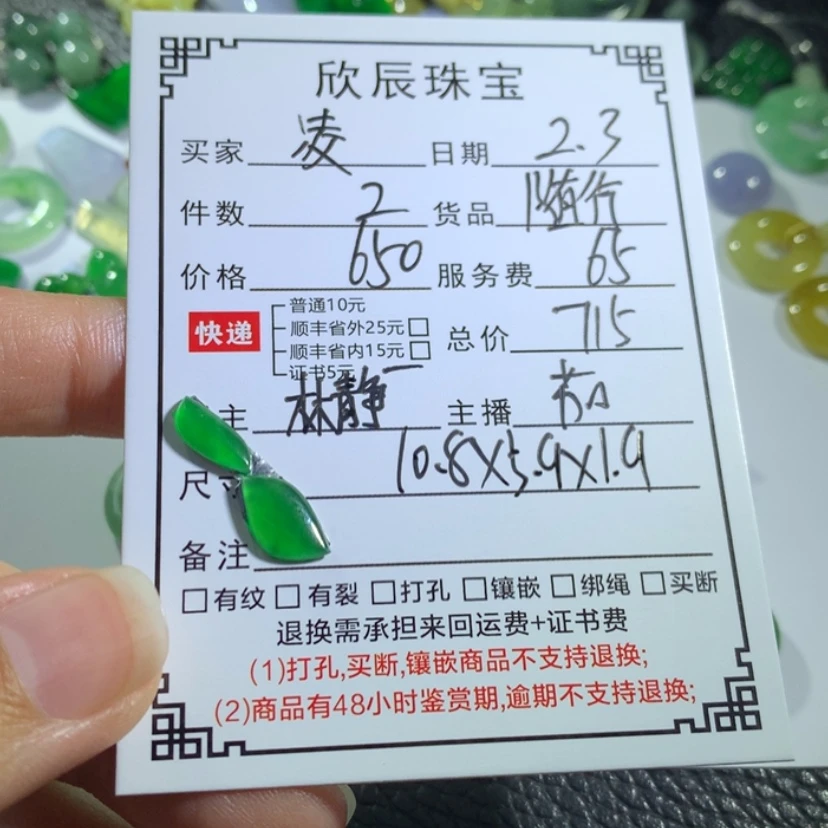 欣辰珠宝
买家 凌 日期 2.3
件数 2 货品 随行
价格 650 服务费 65
快递 普通10元
顺丰省外25元
顺丰省内15元
证书5元
总价 715
主 林静 主播
尺寸 10.8X5.9X1.9
备注
有纹 有裂 打孔 镶嵌 绑绳 买断
退换需承担来回运费+证书费
(1)打孔,买断,镶嵌商品不支持退换;
(2)商品有48小时鉴赏期,逾期不支持退换;